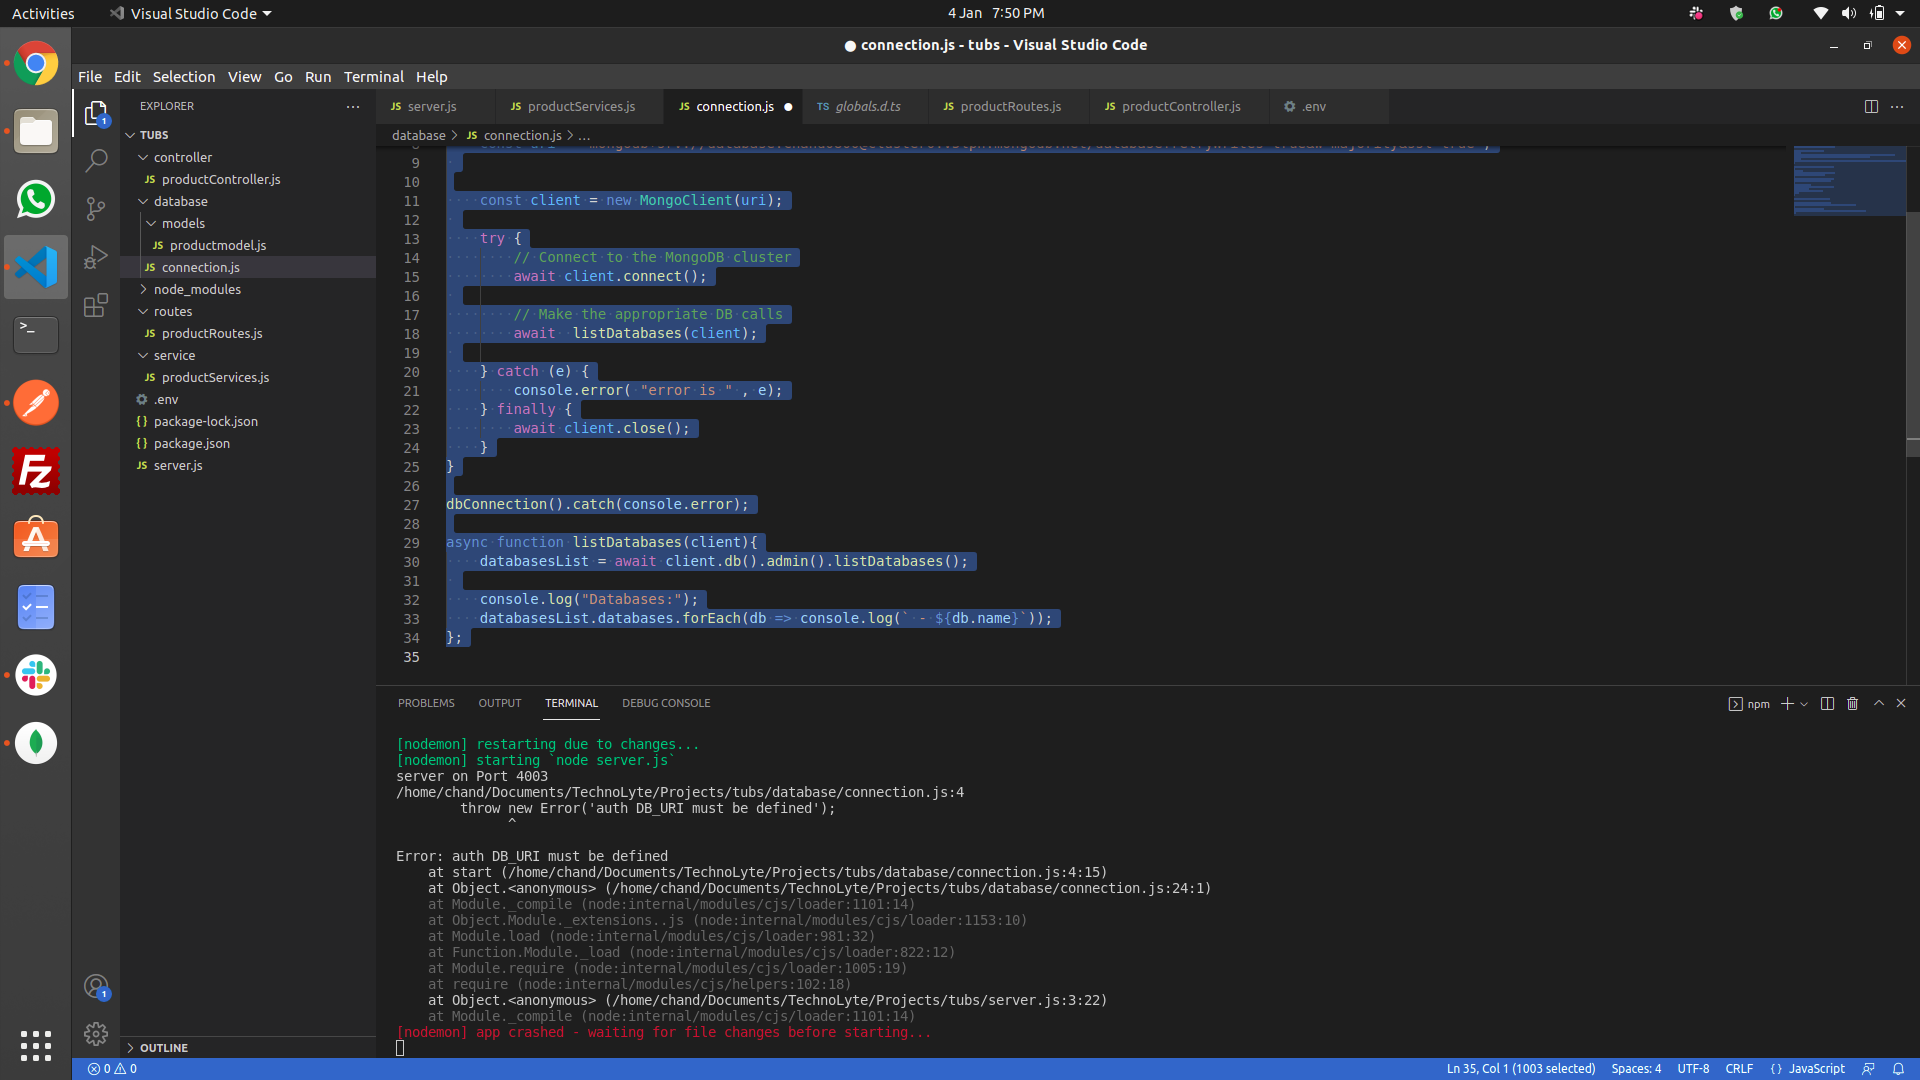 Activities
Visual Studio Code
4 Jan 7:50 PM
● connection.js - tubs - Visual Studio Code
File Edit Selection View Go Run Terminal Help
EXPLORER
JS server.js
JS productServices.js
JS connection.js
TS globals.d.ts
JS productRoutes.js
JS productController.js
.env
database > JS connection.js > ...
TUBS
controller
JS productController.js
database
models
JS productmodel.js
JS connection.js
node_modules
routes
JS productRoutes.js
service
JS productServices.js
.env
{} package-lock.json
{} package.json
JS server.js
OUTLINE
9
10
11 const client = new MongoClient(uri);
12
13 try {
14 // Connect to the MongoDB cluster
15 await client.connect();
16
17 // Make the appropriate DB calls
18 await listDatabases(client);
19
20 } catch (e) {
21 console.error( "error is " , e);
22 } finally {
23 await client.close();
24 }
25 }
26
27 dbConnection().catch(console.error);
28
29 async function listDatabases(client){
30 databasesList = await client.db().admin().listDatabases();
31
32 console.log("Databases:");
33 databasesList.databases.forEach(db => console.log(` - ${db.name}`));
34 };
35
PROBLEMS OUTPUT TERMINAL DEBUG CONSOLE
npm
[nodemon] restarting due to changes...
[nodemon] starting `node server.js`
server on Port 4003
/home/chand/Documents/TechnoLyte/Projects/tubs/database/connection.js:4
throw new Error('auth DB_URI must be defined');
^
Error: auth DB_URI must be defined
at start (/home/chand/Documents/TechnoLyte/Projects/tubs/database/connection.js:4:15)
at Object.<anonymous> (/home/chand/Documents/TechnoLyte/Projects/tubs/database/connection.js:24:1)
at Module._compile (node:internal/modules/cjs/loader:1101:14)
at Object.Module._extensions..js (node:internal/modules/cjs/loader:1153:10)
at Module.load (node:internal/modules/cjs/loader:981:32)
at Function.Module._load (node:internal/modules/cjs/loader:822:12)
at Module.require (node:internal/modules/cjs/loader:1005:19)
at require (node:internal/modules/cjs/helpers:102:18)
at Object.<anonymous> (/home/chand/Documents/TechnoLyte/Projects/tubs/server.js:3:22)
at Module._compile (node:internal/modules/cjs/loader:1101:14)
[nodemon] app crashed - waiting for file changes before starting...
0 0
Ln 35, Col 1 (1003 selected) Spaces: 4 UTF-8 CRLF {} JavaScript